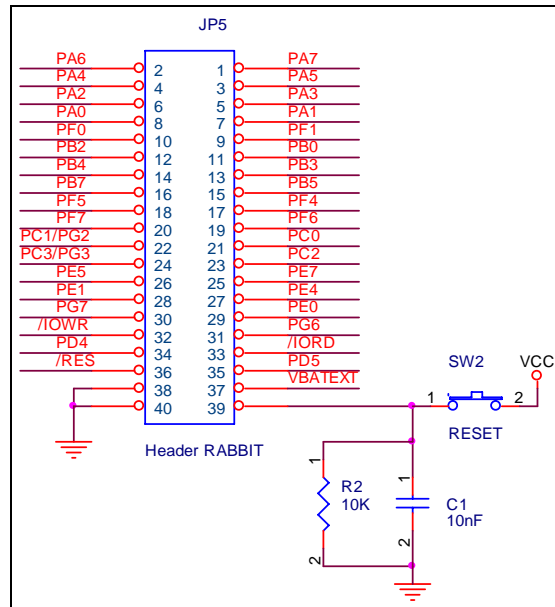 JP5
PA6 2 1 PA7
PA4 4 3 PA5
PA2 6 5 PA3
PA0 8 7 PA1
PF0 10 9 PF1
PB2 12 11 PB0
PB4 14 13 PB3
PB7 16 15 PB5
PF5 18 17 PF4
PF7 20 19 PF6
PC1/PG2 22 21 PC0
PC3/PG3 24 23 PC2
PE5 26 25 PE7
PE1 28 27 PE4
PG7 30 29 PE0
/IOWR 32 31 PG6
PD4 34 33 /IORD
/RES 36 35 PD5
38 37 VBATEXT
40 39
SW2
VCC
1 2
RESET
Header RABBIT
1
R2
10K
2
1
C1
10nF
2